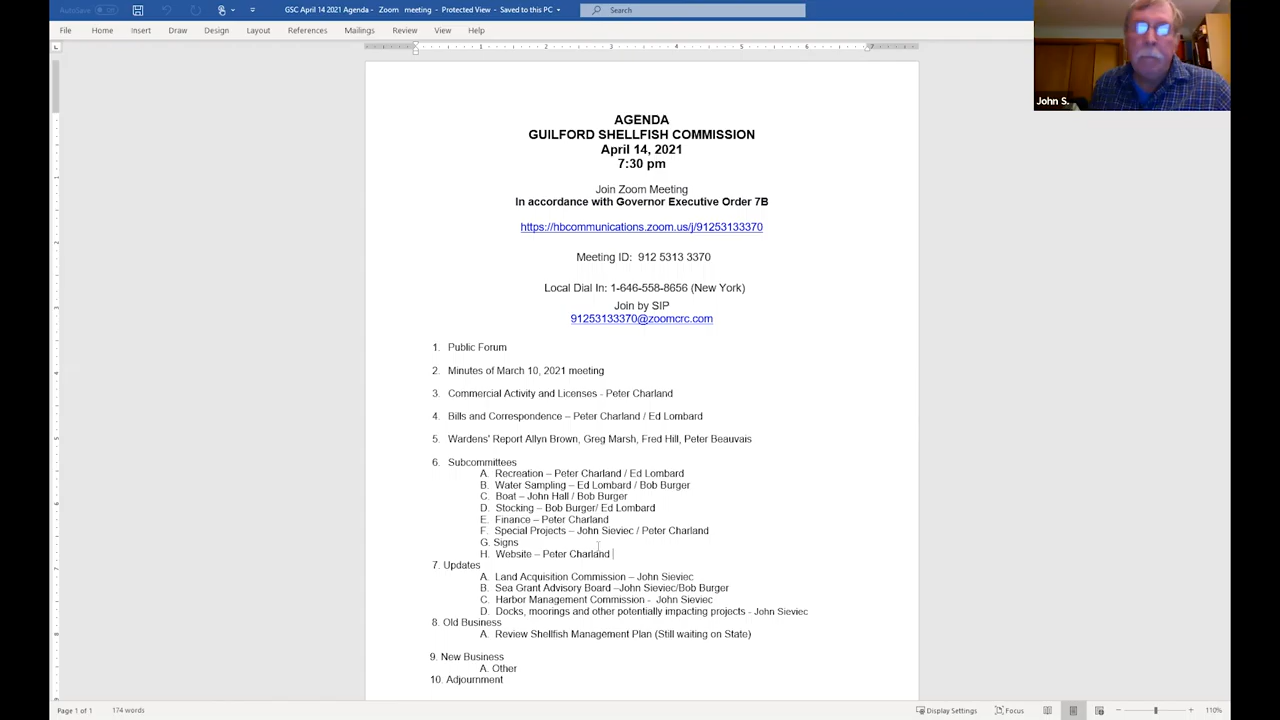 AutoSave Off
GSC April 14 2021 Agenda - Zoom meeting - Protected View - Saved to this PC
Search
File Home Insert Draw Design Layout References Mailings Review View Help
John S.
AGENDA
GUILFORD SHELLFISH COMMISSION
April 14, 2021
7:30 pm
Join Zoom Meeting
In accordance with Governor Executive Order 7B
https://hbcommunications.zoom.us/j/91253133370
Meeting ID: 912 5313 3370
Local Dial In: 1-646-558-8656 (New York)
Join by SIP
91253133370@zoomcrc.com
1. Public Forum
2. Minutes of March 10, 2021 meeting
3. Commercial Activity and Licenses - Peter Charland
4. Bills and Correspondence – Peter Charland / Ed Lombard
5. Wardens' Report Allyn Brown, Greg Marsh, Fred Hill, Peter Beauvais
6. Subcommittees
A. Recreation – Peter Charland / Ed Lombard
B. Water Sampling – Ed Lombard / Bob Burger
C. Boat – John Hall / Bob Burger
D. Stocking – Bob Burger/ Ed Lombard
E. Finance – Peter Charland
F. Special Projects – John Sieviec / Peter Charland
G. Signs
H. Website – Peter Charland
7. Updates
A. Land Acquisition Commission – John Sieviec
B. Sea Grant Advisory Board –John Sieviec/Bob Burger
C. Harbor Management Commission - John Sieviec
D. Docks, moorings and other potentially impacting projects - John Sieviec
8. Old Business
A. Review Shellfish Management Plan (Still waiting on State)
9. New Business
A. Other
10. Adjournment
Page 1 of 1 174 words Display Settings Focus 110%